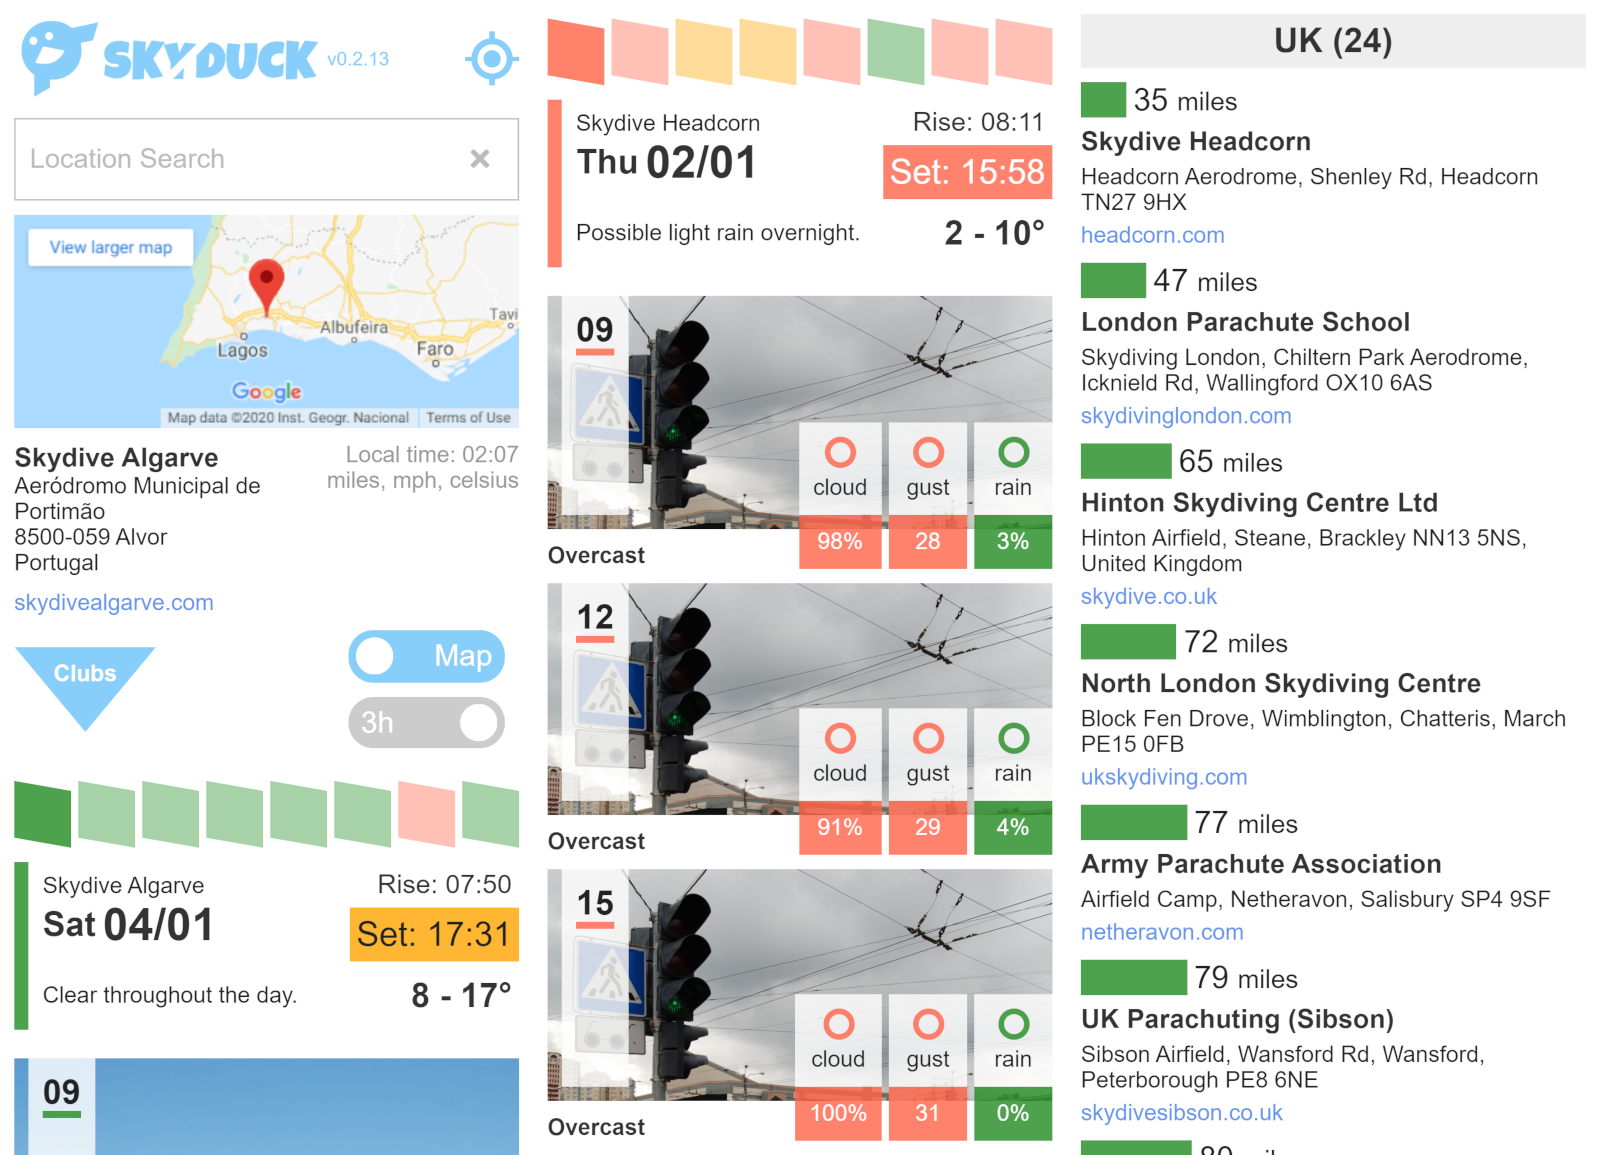 SKYDUCK v0.2.13
Location Search
View larger map
Lagos
Albufeira
Faro
Tavi
Google
Map data ©2020 Inst. Geogr. Nacional Terms of Use
Skydive Algarve
Aeródromo Municipal de
Portimão
8500-059 Alvor
Portugal
Local time: 02:07
miles, mph, celsius
skydivealgarve.com
Clubs
Map
3h
Skydive Algarve
Sat 04/01
Rise: 07:50
Set: 17:31
Clear throughout the day.
8 - 17°
09
Skydive Headcorn
Thu 02/01
Rise: 08:11
Set: 15:58
Possible light rain overnight.
2 - 10°
09
cloud gust rain
98% 28 3%
Overcast
12
cloud gust rain
91% 29 4%
Overcast
15
cloud gust rain
100% 31 0%
Overcast
UK (24)
35 miles
Skydive Headcorn
Headcorn Aerodrome, Shenley Rd, Headcorn
TN27 9HX
headcorn.com
47 miles
London Parachute School
Skydiving London, Chiltern Park Aerodrome,
Icknield Rd, Wallingford OX10 6AS
skydivinglondon.com
65 miles
Hinton Skydiving Centre Ltd
Hinton Airfield, Steane, Brackley NN13 5NS,
United Kingdom
skydive.co.uk
72 miles
North London Skydiving Centre
Block Fen Drove, Wimblington, Chatteris, March
PE15 0FB
ukskydiving.com
77 miles
Army Parachute Association
Airfield Camp, Netheravon, Salisbury SP4 9SF
netheravon.com
79 miles
UK Parachuting (Sibson)
Sibson Airfield, Wansford Rd, Wansford,
Peterborough PE8 6NE
skydivesibson.co.uk